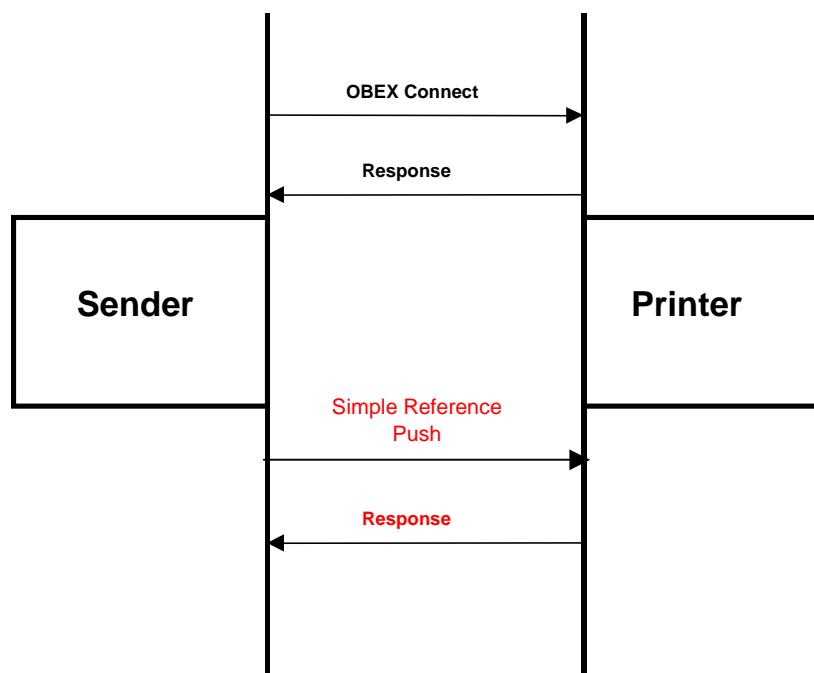 OBEX Connect
Response
Sender
Printer
Simple Reference
Push
Response